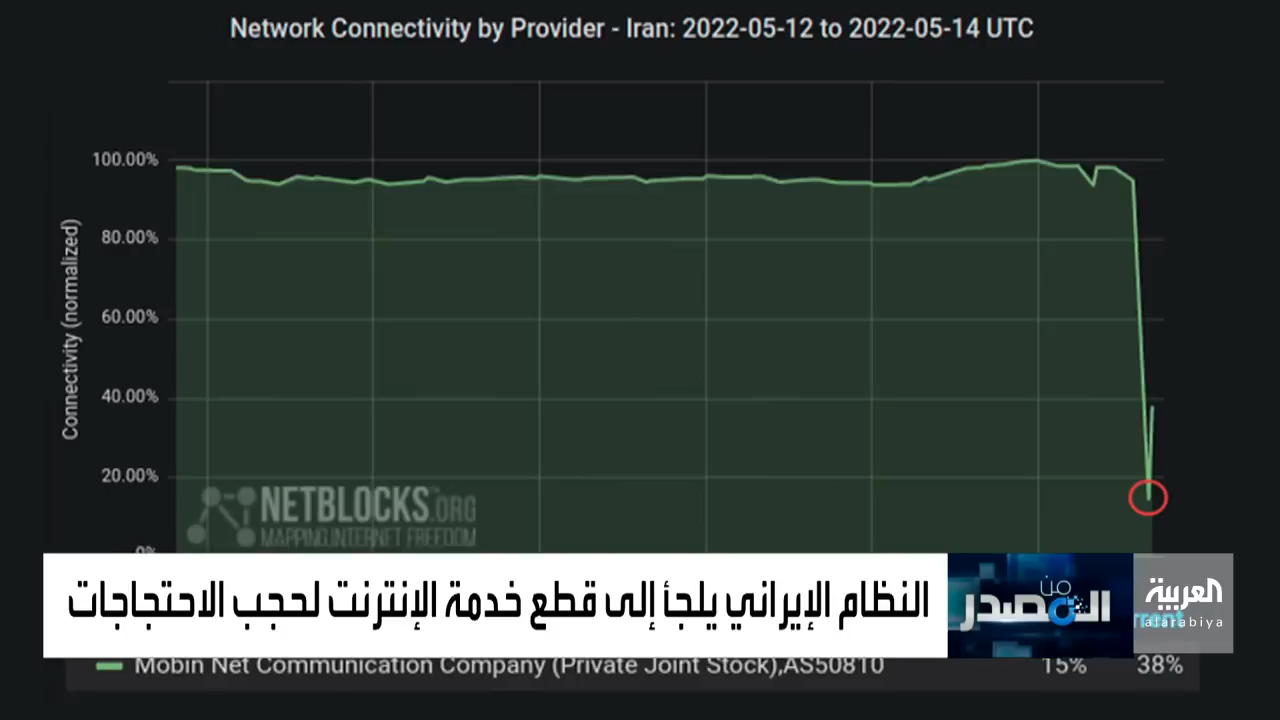 Network Connectivity by Provider - Iran: 2022-05-12 to 2022-05-14 UTC
Connectivity (normalized)
100.00%
80.00%
60.00%
40.00%
20.00%
0%
NETBLOCKS.ORG
MAPPING INTERNET FREEDOM
النظام الإيراني يلجأ إلى قطع خدمة الإنترنت لحجب الاحتجاجات
من المصدر
العربية
alarabiya
Mobin Net Communication Company (Private Joint Stock),AS50810 15% 38%